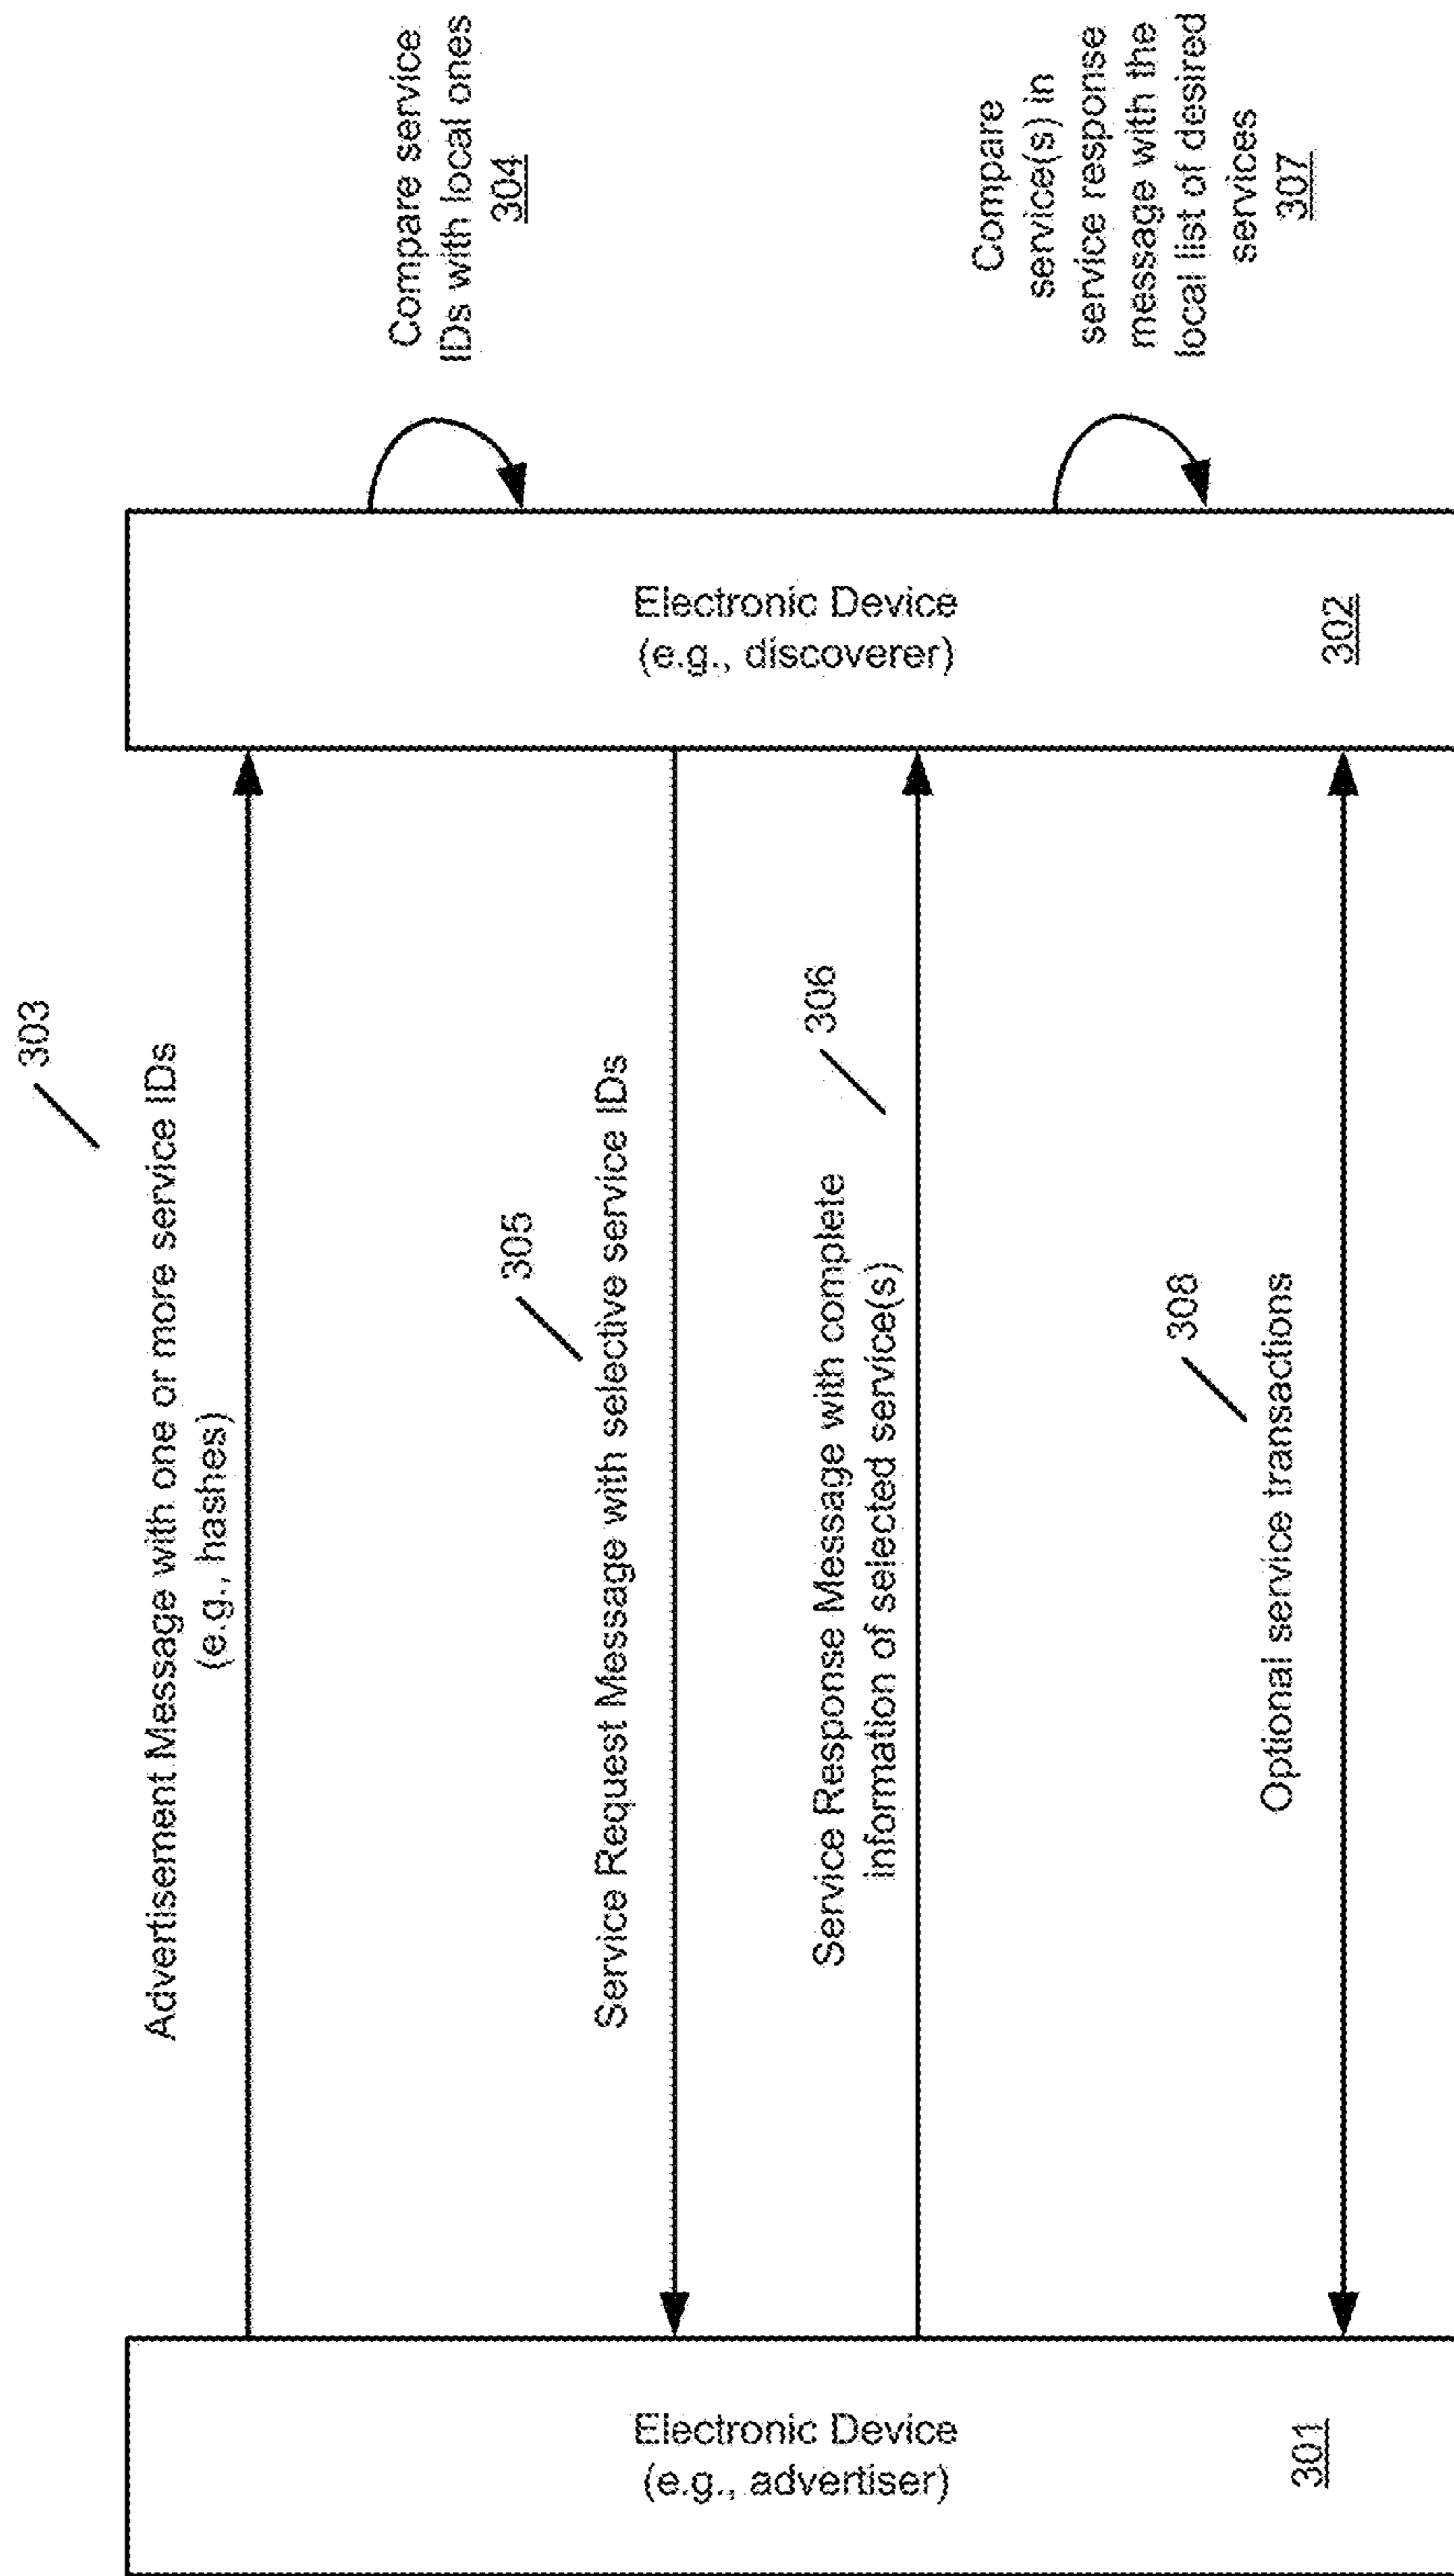 303
Advertisement Message with one or more service IDs
(e.g., hashes)
Compare service
IDs with local ones
304
305
Service Request Message with selective service IDs
306
Service Response Message with complete
information of selected service(s)
Compare
service(s) in
service response
message with the
local list of desired
services
307
308
Optional service transactions
Electronic Device
(e.g., advertiser)
301
Electronic Device
(e.g., discoverer)
302